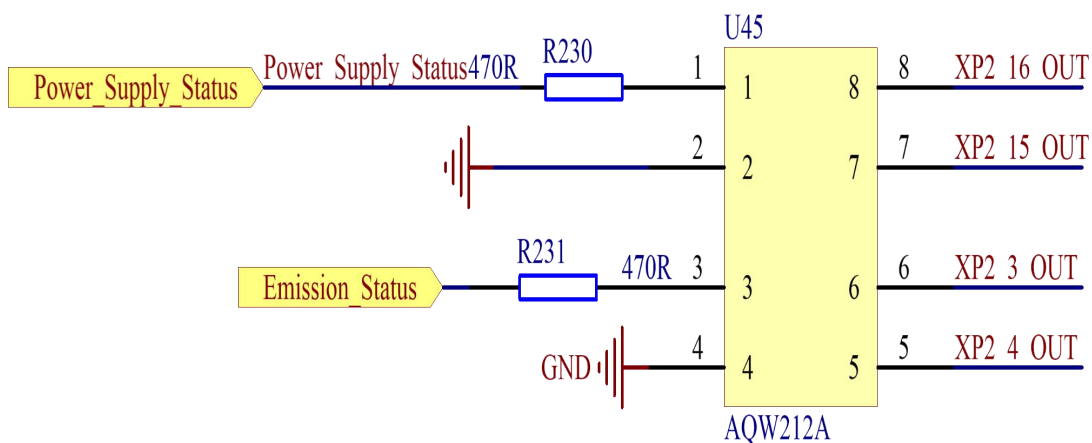 U45
R230
Power_Supply_Status
Power Supply Status
470R
1
1
8
8
XP2 16 OUT
2
2
7
7
XP2 15 OUT
R231
Emission_Status
470R
3
3
6
6
XP2 3 OUT
GND
4
4
5
5
XP2 4 OUT
AQW212A